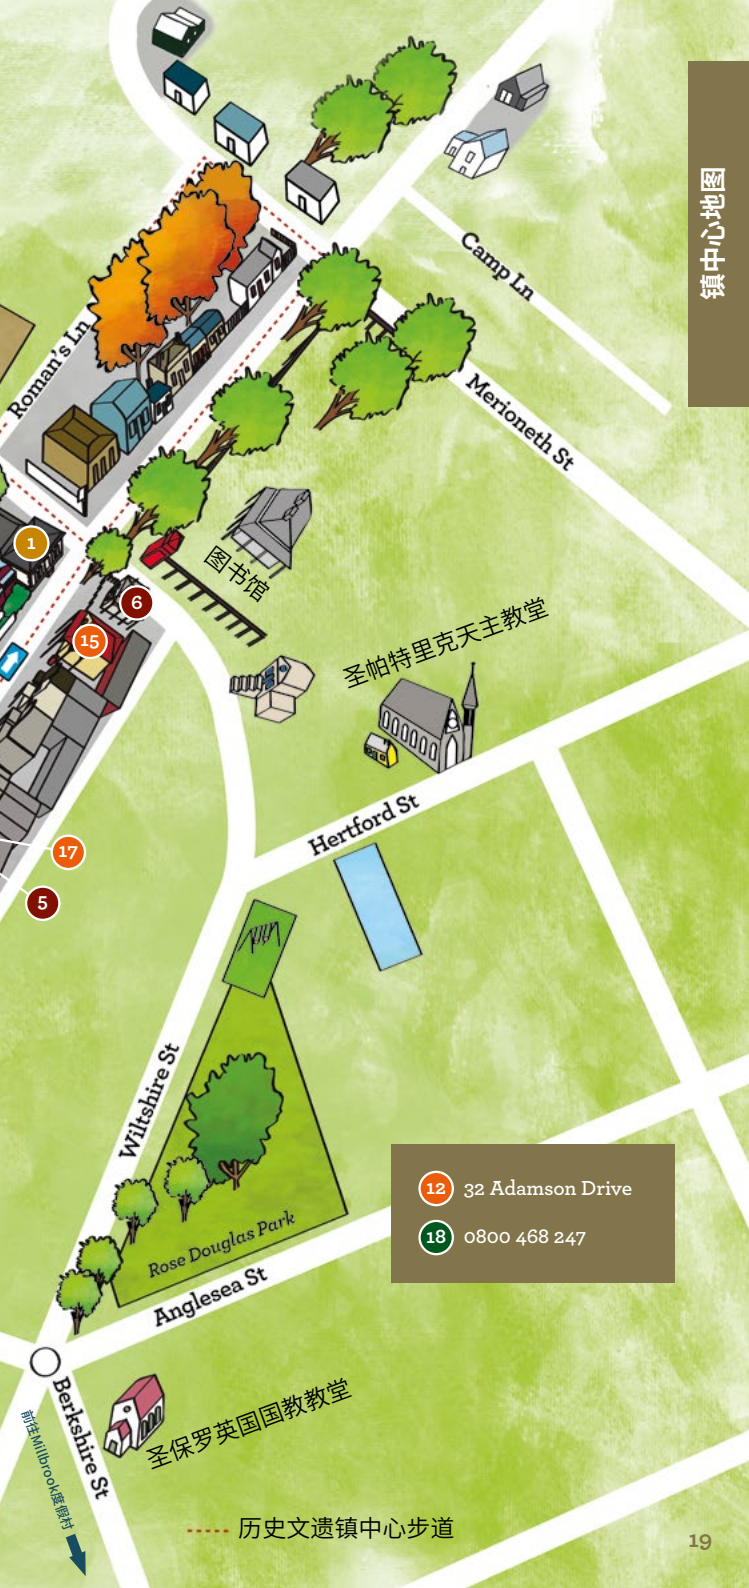 镇中心地图
Camp Ln
Roman's Ln
Merioneth St
1
图书馆
6
15
圣帕特里克天主教堂
Hertford St
17
5
Wiltshire St
12 32 Adamson Drive
18 0800 468 247
Rose Douglas Park
Anglesea St
Berkshire St
圣保罗英国国教教堂
前往Millbrook度假村
历史文遗镇中心步道
19